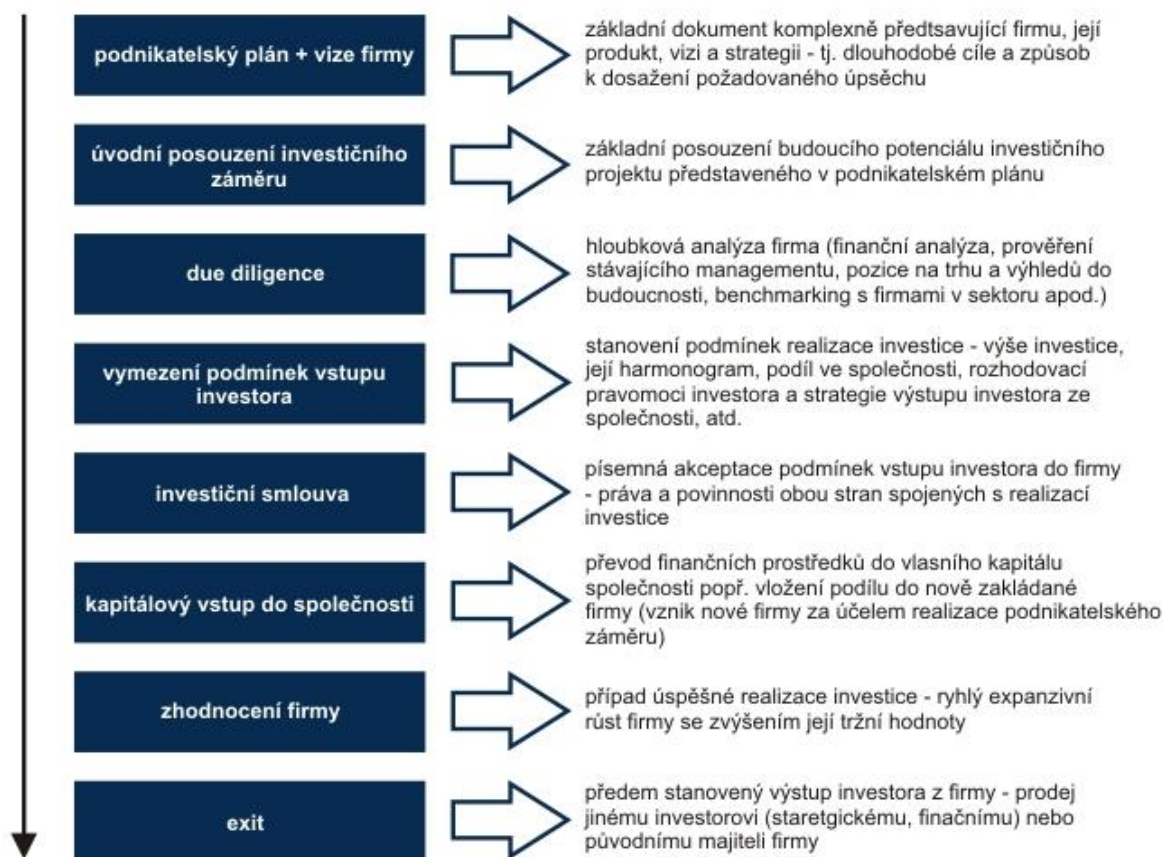 podnikatelský plán + vize firmy
základní dokument komplexně předtsavující firmu, její
produkt, vizi a strategii - tj. dlouhodobé cíle a způsob
k dosažení požadovaného úpsěchu
úvodní posouzení investičního
záměru
základní posouzení budoucího potenciálu investičního
projektu představeného v podnikatelském plánu
due diligence
hloubková analýza firma (finanční analýza, prověření
stávajícího managementu, pozice na trhu a výhledů do
budoucnosti, benchmarking s firmami v sektoru apod.)
vymezení podmínek vstupu
investora
stanovení podmínek realizace investice - výše investice,
její harmonogram, podíl ve společnosti, rozhodovací
pravomoci investora a strategie výstupu investora ze
společnosti, atd.
investiční smlouva
písemná akceptace podmínek vstupu investora do firmy
- práva a povinnosti obou stran spojených s realizací
investice
kapitálový vstup do společnosti
převod finančních prostředků do vlasního kapitálu
společnosti popř. vložení podílu do nově zakládané
firmy (vznik nové firmy za účelem realizace podnikatelského
záměru)
zhodnocení firmy
případ úspěšné realizace investice - ryhlý expanzivní
růst firmy se zvýšením její tržní hodnoty
exit
předem stanovený výstup investora z firmy - prodej
jinému investorovi (staretgickému, finačnímu) nebo
původnímu majiteli firmy